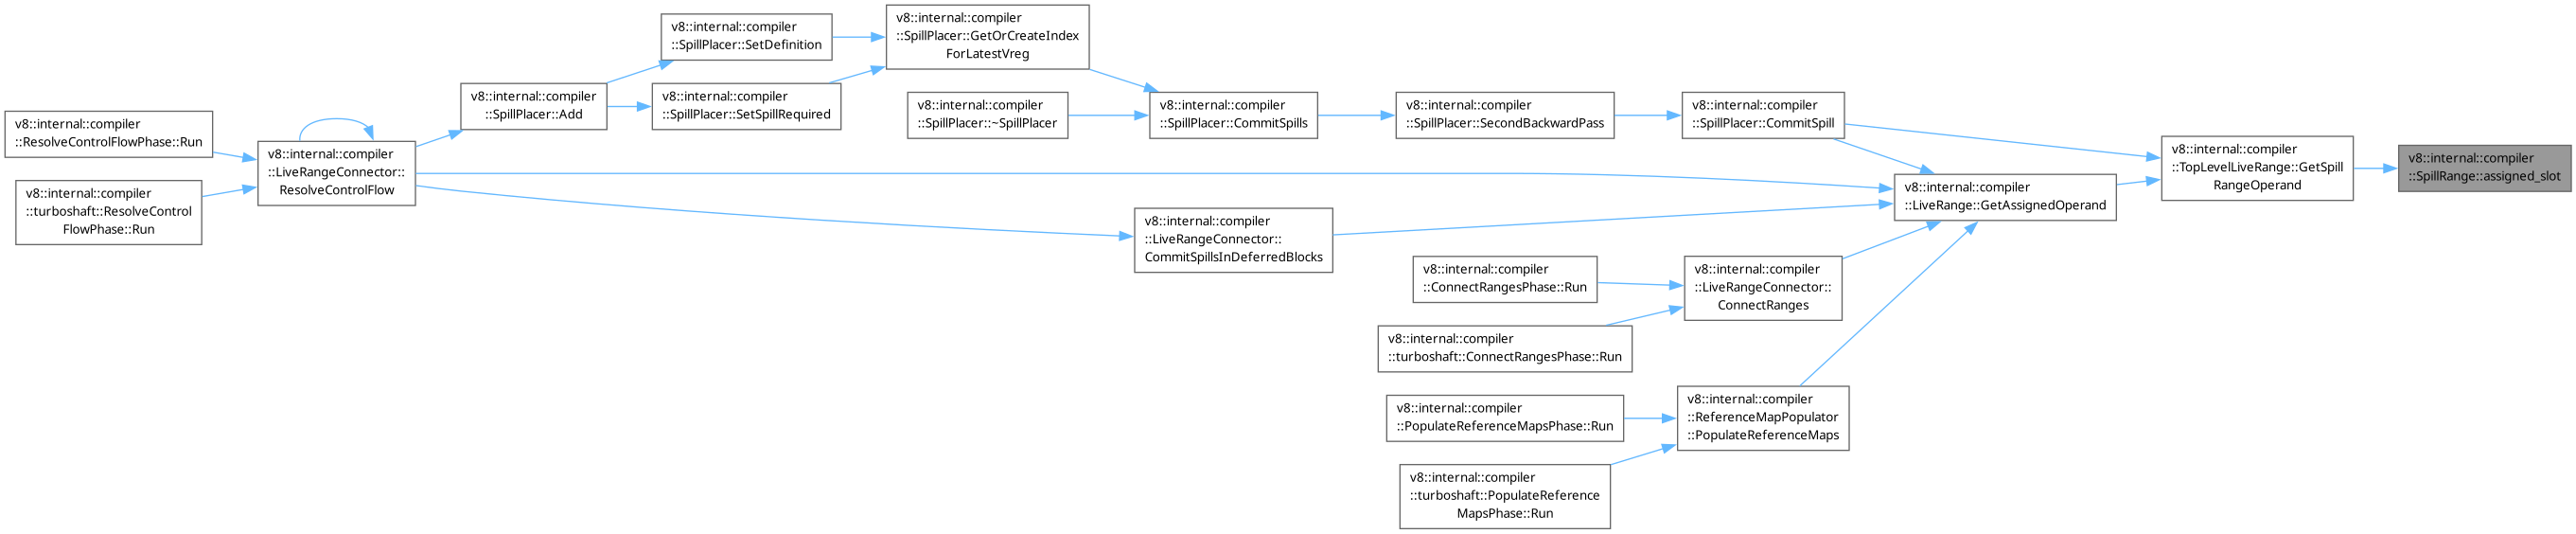 v8::internal::compiler
::ResolveControlFlowPhase::Run
v8::internal::compiler
::turboshaft::ResolveControl
FlowPhase::Run
v8::internal::compiler
::LiveRangeConnector::
ResolveControlFlow
v8::internal::compiler
::SpillPlacer::Add
v8::internal::compiler
::SpillPlacer::SetDefinition
v8::internal::compiler
::SpillPlacer::SetSpillRequired
v8::internal::compiler
::SpillPlacer::GetOrCreateIndex
ForLatestVreg
v8::internal::compiler
::SpillPlacer::~SpillPlacer
v8::internal::compiler
::SpillPlacer::CommitSpills
v8::internal::compiler
::LiveRangeConnector::
CommitSpillsInDeferredBlocks
v8::internal::compiler
::SpillPlacer::SecondBackwardPass
v8::internal::compiler
::ConnectRangesPhase::Run
v8::internal::compiler
::turboshaft::ConnectRangesPhase::Run
v8::internal::compiler
::PopulateReferenceMapsPhase::Run
v8::internal::compiler
::turboshaft::PopulateReference
MapsPhase::Run
v8::internal::compiler
::SpillPlacer::CommitSpill
v8::internal::compiler
::LiveRangeConnector::
ConnectRanges
v8::internal::compiler
::ReferenceMapPopulator
::PopulateReferenceMaps
v8::internal::compiler
::LiveRange::GetAssignedOperand
v8::internal::compiler
::TopLevelLiveRange::GetSpill
RangeOperand
v8::internal::compiler
::SpillRange::assigned_slot